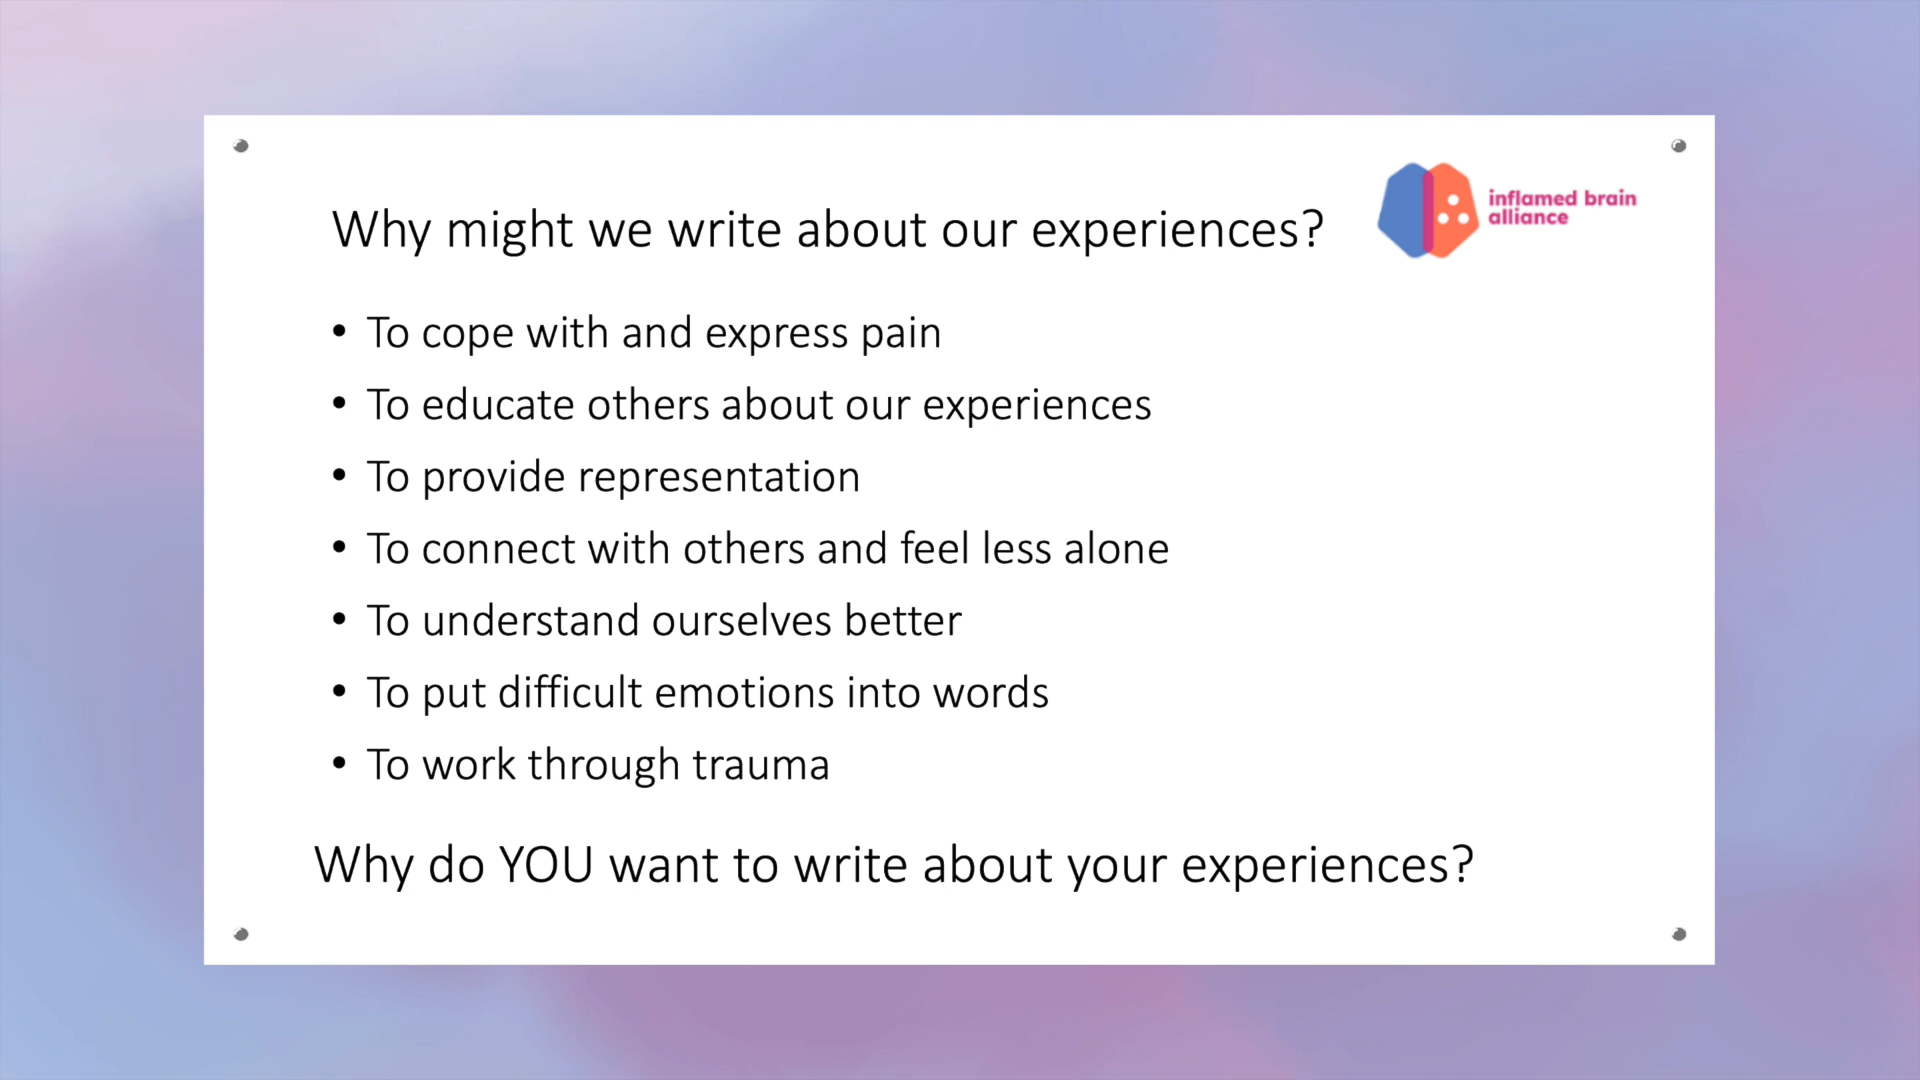 Why might we write about our experiences?
inflamed brain
alliance
• To cope with and express pain
• To educate others about our experiences
• To provide representation
• To connect with others and feel less alone
• To understand ourselves better
• To put difficult emotions into words
• To work through trauma
Why do YOU want to write about your experiences?